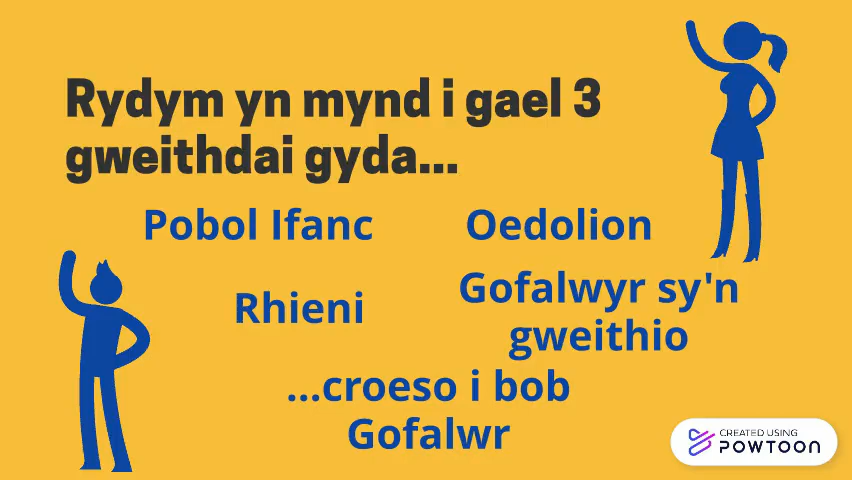 Rydym yn mynd i gael 3
gweithdai gyda...
Pobol Ifanc
Oedolion
Rhieni
Gofalwyr sy'n
gweithio
...croeso i bob
Gofalwr
CREATED USING
POWTOON